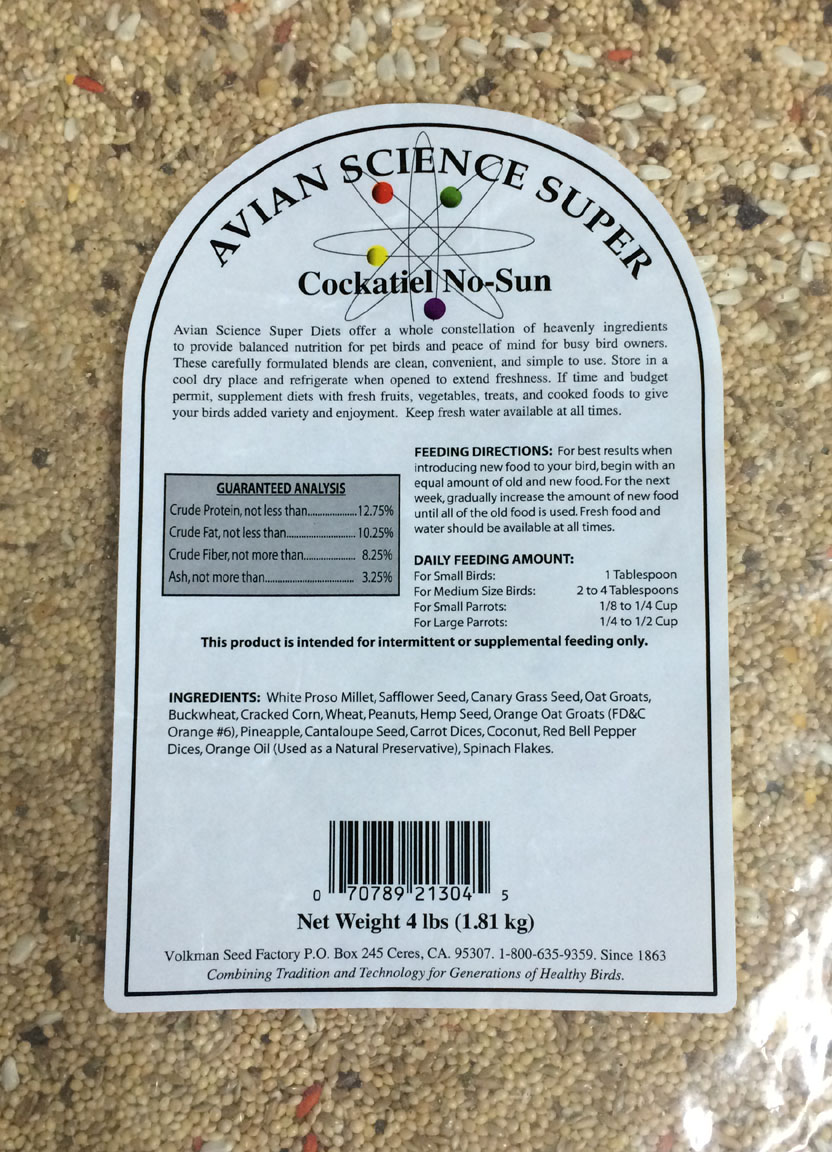 AVIAN SCIENCE SUPER
Cockatiel No-Sun
Avian Science Super Diets offer a whole constellation of heavenly ingredients
to provide balanced nutrition for pet birds and peace of mind for busy bird owners.
These carefully formulated blends are clean, convenient, and simple to use. Store in a
cool dry place and refrigerate when opened to extend freshness. If time and budget
permit, supplement diets with fresh fruits, vegetables, treats, and cooked foods to give
your birds added variety and enjoyment. Keep fresh water available at all times.
GUARANTEED ANALYSIS
Crude Protein, not less than....................12.75%
Crude Fat, not less than............................ 10.25%
Crude Fiber, not more than..................... 8.25%
Ash, not more than.................................... 3.25%
FEEDING DIRECTIONS: For best results when
introducing new food to your bird, begin with an
equal amount of old and new food. For the next
week, gradually increase the amount of new food
until all of the old food is used. Fresh food and
water should be available at all times.
DAILY FEEDING AMOUNT:
For Small Birds: 1 Tablespoon
For Medium Size Birds: 2 to 4 Tablespoons
For Small Parrots: 1/8 to 1/4 Cup
For Large Parrots: 1/4 to 1/2 Cup
This product is intended for intermittent or supplemental feeding only.
INGREDIENTS: White Proso Millet, Safflower Seed, Canary Grass Seed, Oat Groats,
Buckwheat, Cracked Corn, Wheat, Peanuts, Hemp Seed, Orange Oat Groats (FD&C
Orange #6), Pineapple, Cantaloupe Seed, Carrot Dices, Coconut, Red Bell Pepper
Dices, Orange Oil (Used as a Natural Preservative), Spinach Flakes.
0 70789 21304 5
Net Weight 4 lbs (1.81 kg)
Volkman Seed Factory P.O. Box 245 Ceres, CA. 95307. 1-800-635-9359. Since 1863
Combining Tradition and Technology for Generations of Healthy Birds.